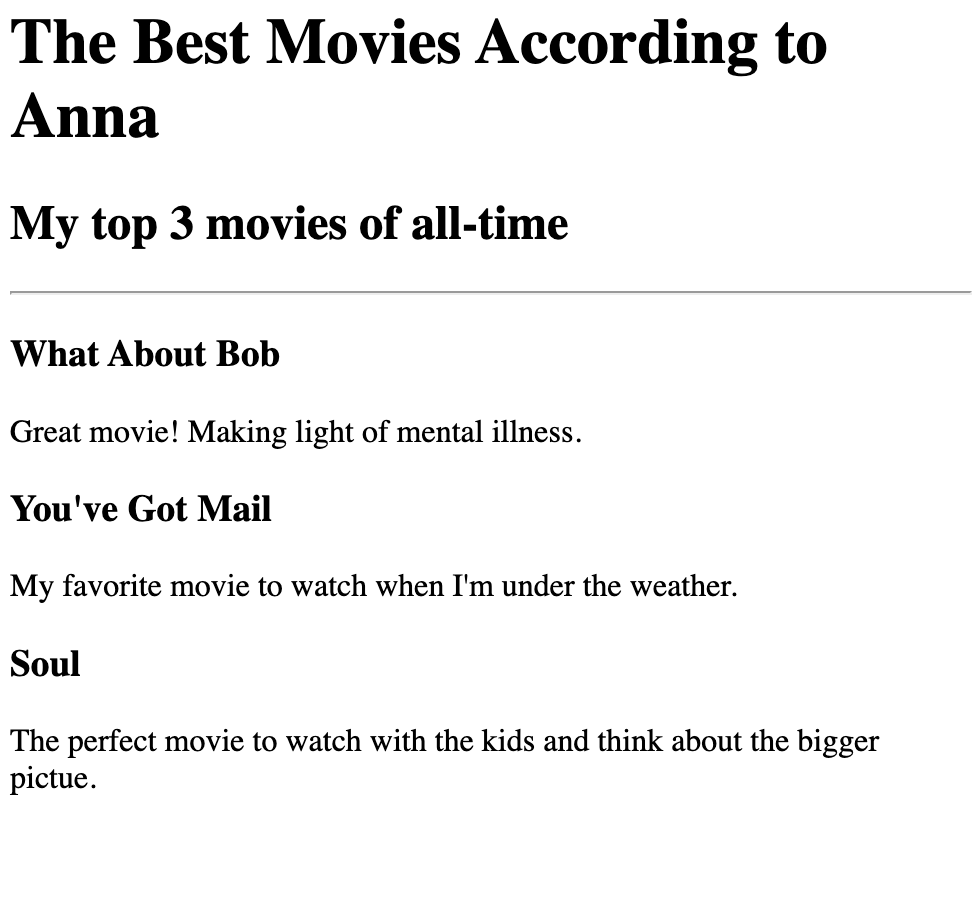 The Best Movies According to
Anna
My top 3 movies of all-time
What About Bob
Great movie! Making light of mental illness.
You've Got Mail
My favorite movie to watch when I'm under the weather.
Soul
The perfect movie to watch with the kids and think about the bigger
pictue.